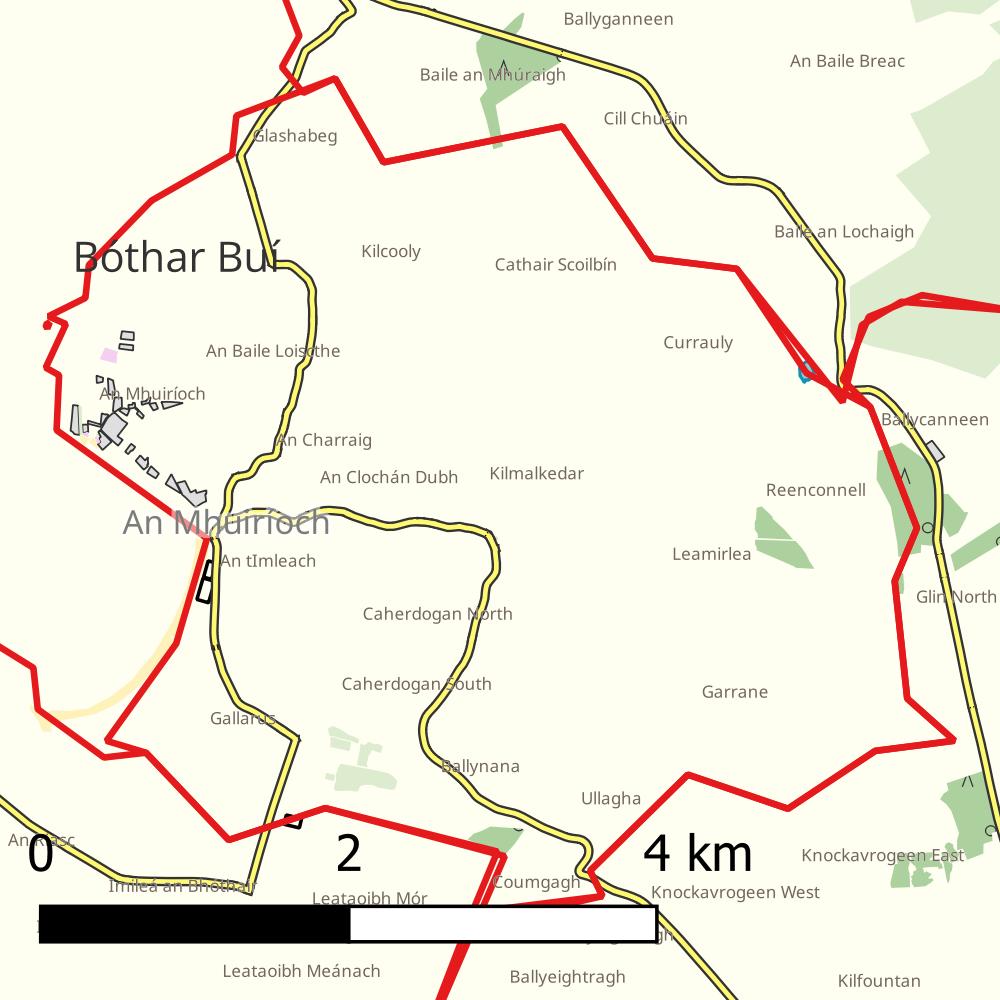 Ballyganneen
An Baile Breac
Baile an Mhúraigh
Cill Chuáin
Glashabeg
Baile an Lochaigh
Bóthar Buí
Kilcooly
Cathair Scoilbín
Currauly
An Baile Loiscthe
An Mhuiríoch
Ballycanneen
An Charraig
An Clochán Dubh
Kilmalkedar
Reenconnell
An Mhuiríoch
An tImleach
Leamirlea
Glin North
Caherdogan North
Caherdogan South
Garrane
Gallarus
Ballynana
Ullagha
An Riasc
0 2 4 km
Knockavrogeen East
Imileá an Bhóthair
Coumgagh
Leataoibh Mór
Knockavrogeen West
Leataoibh Meánach
Ballyeightragh
Kilfountan